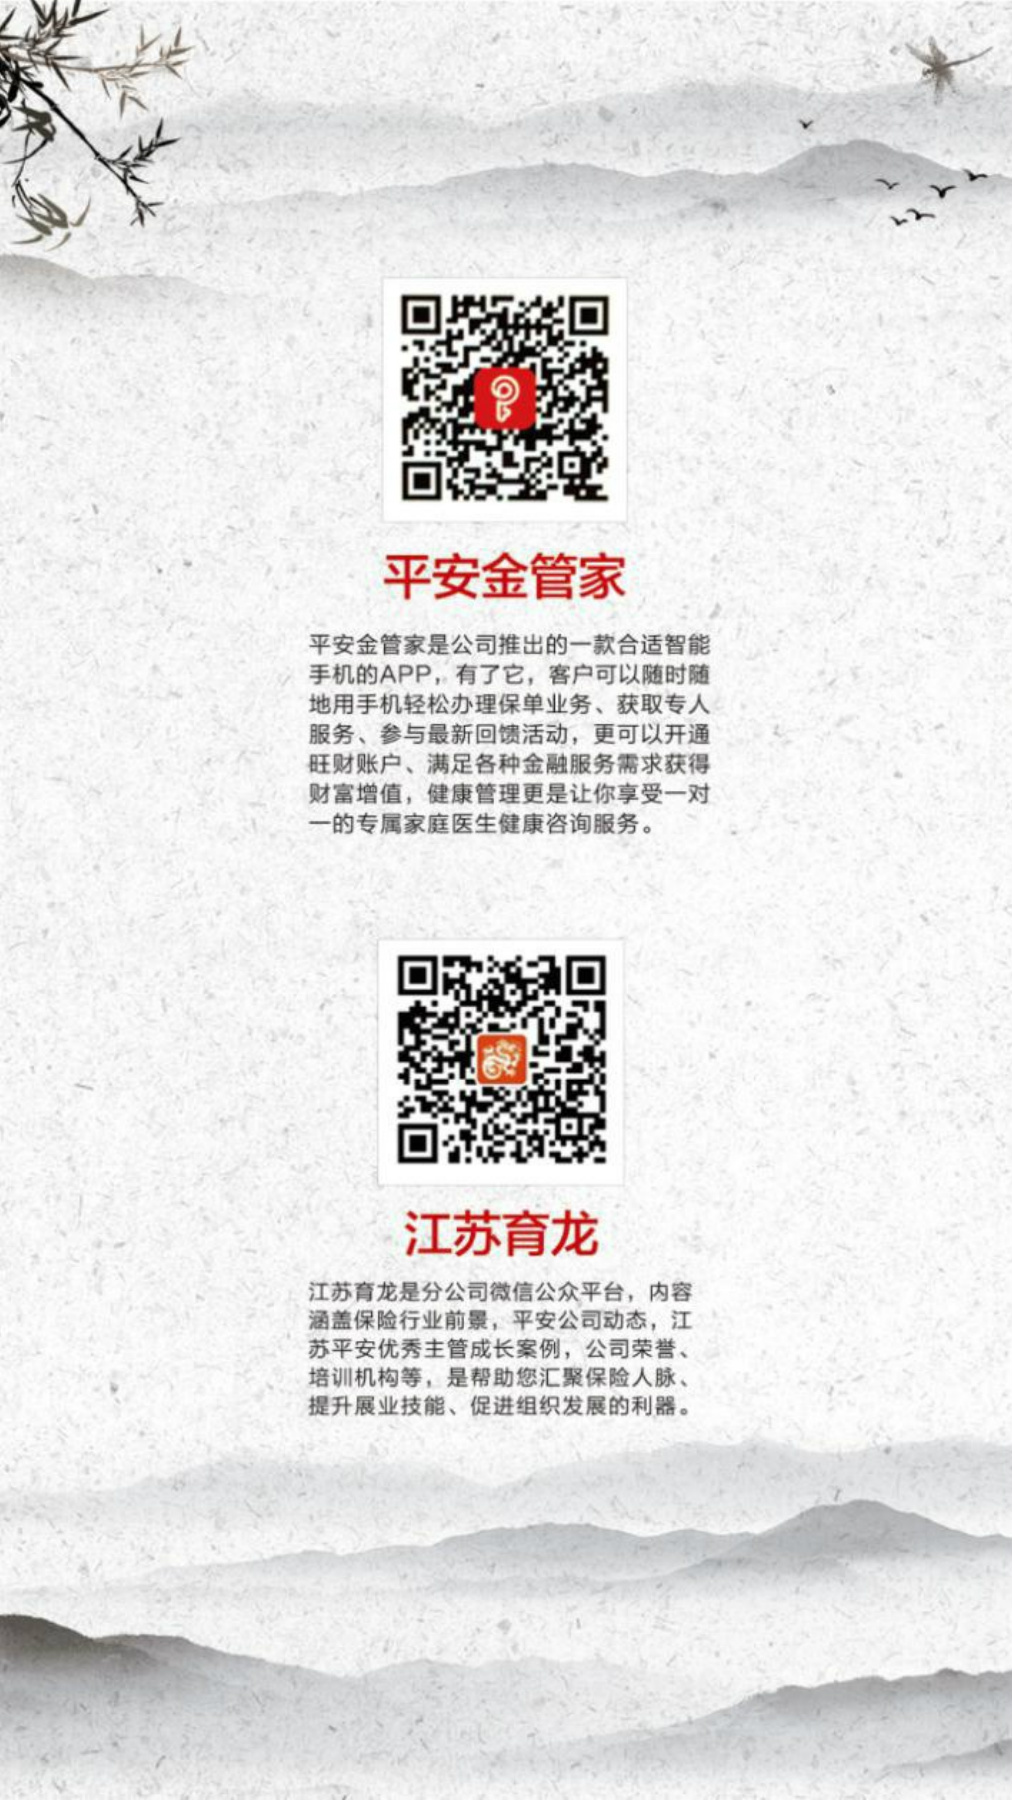 平安金管家
平安金管家是公司推出的一款合适智能
手机的APP，有了它，客户可以随时随
地用手机轻松办理保单业务、获取专人
服务、参与最新回馈活动，更可以开通
旺财账户、满足各种金融服务需求获得
财富增值，健康管理更是让你享受一对
一的专属家庭医生健康咨询服务。
江苏育龙
江苏育龙是分公司微信公众平台，内容
涵盖保险行业前景，平安公司动态，江
苏平安优秀主管成长案例，公司荣誉、
培训机构等，是帮助您汇聚保险人脉、
提升展业技能、促进组织发展的利器。